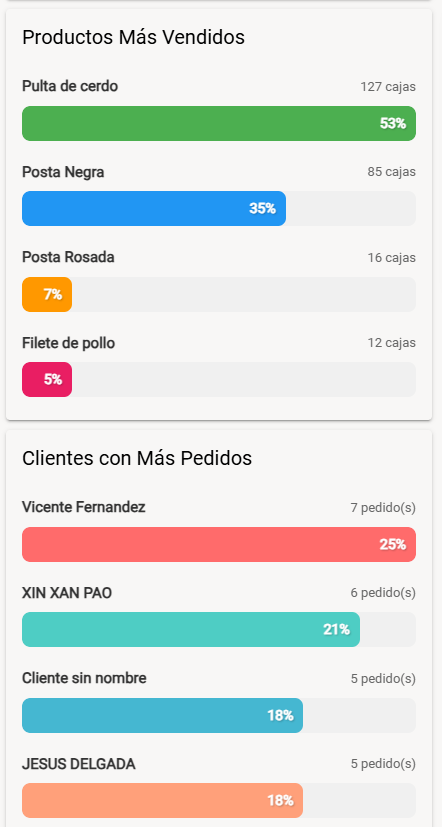 Productos Más Vendidos
Pulta de cerdo 127 cajas
53%
Posta Negra 85 cajas
35%
Posta Rosada 16 cajas
7%
Filete de pollo 12 cajas
5%
Clientes con Más Pedidos
Vicente Fernandez 7 pedido(s)
25%
XIN XAN PAO 6 pedido(s)
21%
Cliente sin nombre 5 pedido(s)
18%
JESUS DELGADA 5 pedido(s)
18%